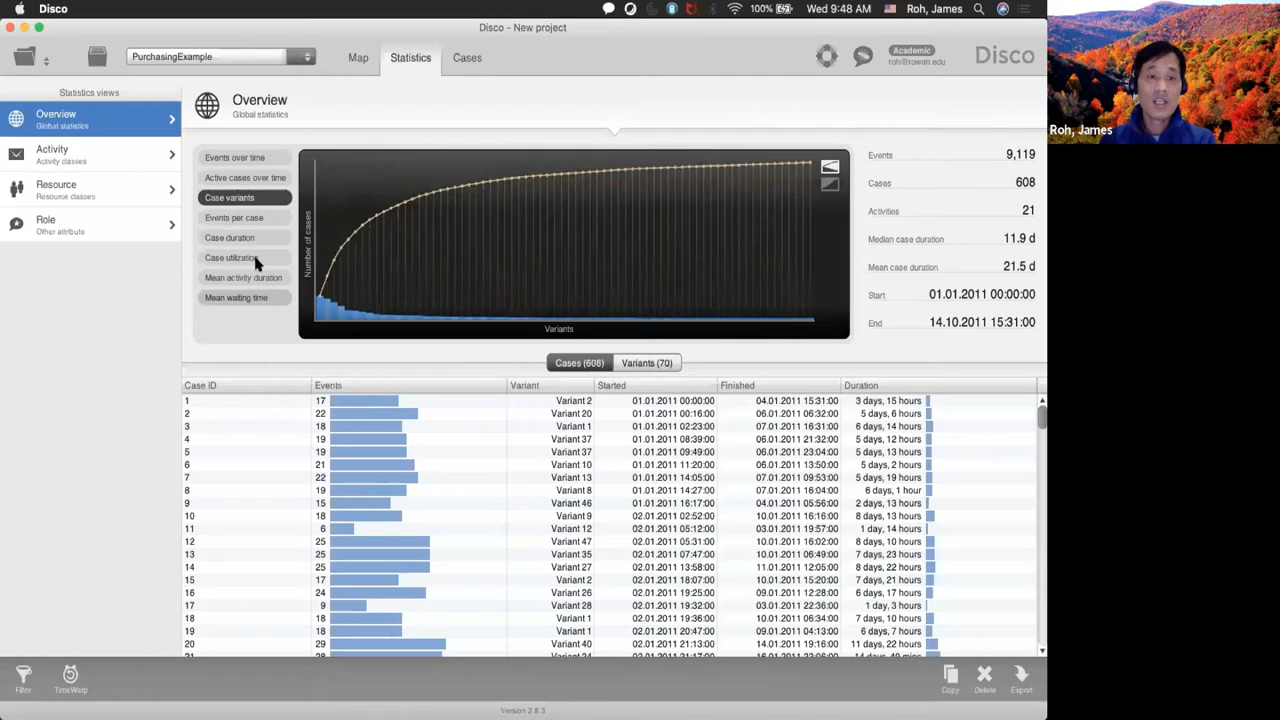 Disco
Wed 9:48 AM
Roh, James
100%
Disco - New project
PurchasingExample
Map
Statistics
Cases
Academic
roh@rowan.edu
Disco
Statistics views
Overview
Global statistics
Activity
Activity classes
Resource
Resource classes
Role
Other attribute
Overview
Global statistics
Events over time
Active cases over time
Case variants
Events per case
Case duration
Case utilization
Mean activity duration
Mean waiting time
Number of cases
Variants
Events 9,119
Cases 608
Activities 21
Median case duration 11.9 d
Mean case duration 21.5 d
Start 01.01.2011 00:00:00
End 14.10.2011 15:31:00
Roh, James
Cases (608) Variants (70)
Case ID Events Variant Started Finished Duration
1 17 Variant 2 01.01.2011 00:00:00 04.01.2011 15:31:00 3 days, 15 hours
2 22 Variant 20 01.01.2011 00:16:00 06.01.2011 06:32:00 5 days, 6 hours
3 18 Variant 1 01.01.2011 02:23:00 07.01.2011 16:31:00 6 days, 14 hours
4 19 Variant 37 01.01.2011 08:39:00 06.01.2011 21:32:00 5 days, 12 hours
5 19 Variant 37 01.01.2011 09:49:00 06.01.2011 23:04:00 5 days, 13 hours
6 21 Variant 10 01.01.2011 11:20:00 06.01.2011 13:50:00 5 days, 2 hours
7 22 Variant 13 01.01.2011 14:05:00 07.01.2011 09:53:00 5 days, 19 hours
8 19 Variant 8 01.01.2011 14:27:00 07.01.2011 16:04:00 6 days, 1 hour
9 15 Variant 46 01.01.2011 16:17:00 04.01.2011 05:56:00 2 days, 13 hours
10 18 Variant 9 02.01.2011 02:52:00 10.01.2011 16:16:00 8 days, 13 hours
11 6 Variant 12 02.01.2011 05:12:00 03.01.2011 19:57:00 1 day, 14 hours
12 25 Variant 47 02.01.2011 05:31:00 10.01.2011 16:02:00 8 days, 10 hours
13 25 Variant 35 02.01.2011 07:47:00 10.01.2011 06:49:00 7 days, 23 hours
14 25 Variant 27 02.01.2011 13:58:00 11.01.2011 12:05:00 8 days, 22 hours
15 17 Variant 2 02.01.2011 18:07:00 10.01.2011 15:20:00 7 days, 21 hours
16 24 Variant 26 02.01.2011 19:25:00 09.01.2011 12:28:00 6 days, 17 hours
17 9 Variant 28 02.01.2011 19:32:00 03.01.2011 22:36:00 1 day, 3 hours
18 18 Variant 1 02.01.2011 19:36:00 10.01.2011 06:34:00 7 days, 10 hours
19 18 Variant 1 02.01.2011 20:47:00 09.01.2011 04:13:00 6 days, 7 hours
20 29 Variant 40 02.01.2011 21:13:00 14.01.2011 19:16:00 11 days, 22 hours
Filter
TimeWarp
Copy
Delete
Export
Version 2.8.3